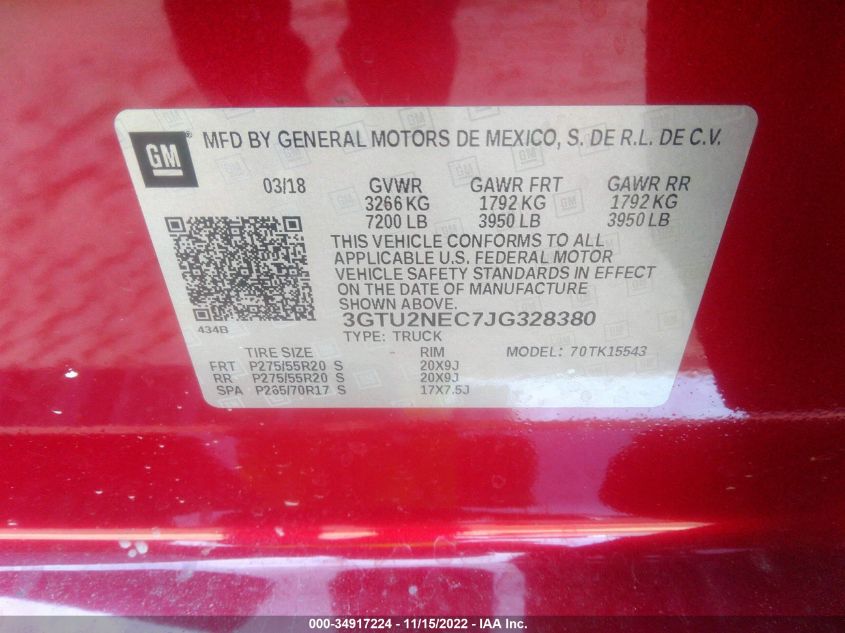 GM
MFD BY GENERAL MOTORS DE MEXICO, S. DE R.L. DE C.V.
03/18 GVWR GAWR FRT GAWR RR
3266 KG 1792 KG 1792 KG
7200 LB 3950 LB 3950 LB
THIS VEHICLE CONFORMS TO ALL
APPLICABLE U.S. FEDERAL MOTOR
VEHICLE SAFETY STANDARDS IN EFFECT
ON THE DATE OF MANUFACTURE
SHOWN ABOVE.
434B 3GTU2NEC7JG328380
TYPE: TRUCK
TIRE SIZE RIM MODEL: 70TK15543
FRT P275/55R20 S 20X9J
RR P275/55R20 S 20X9J
SPA P265/70R17 S 17X7.5J
000-34917224 - 11/15/2022 - IAA Inc.